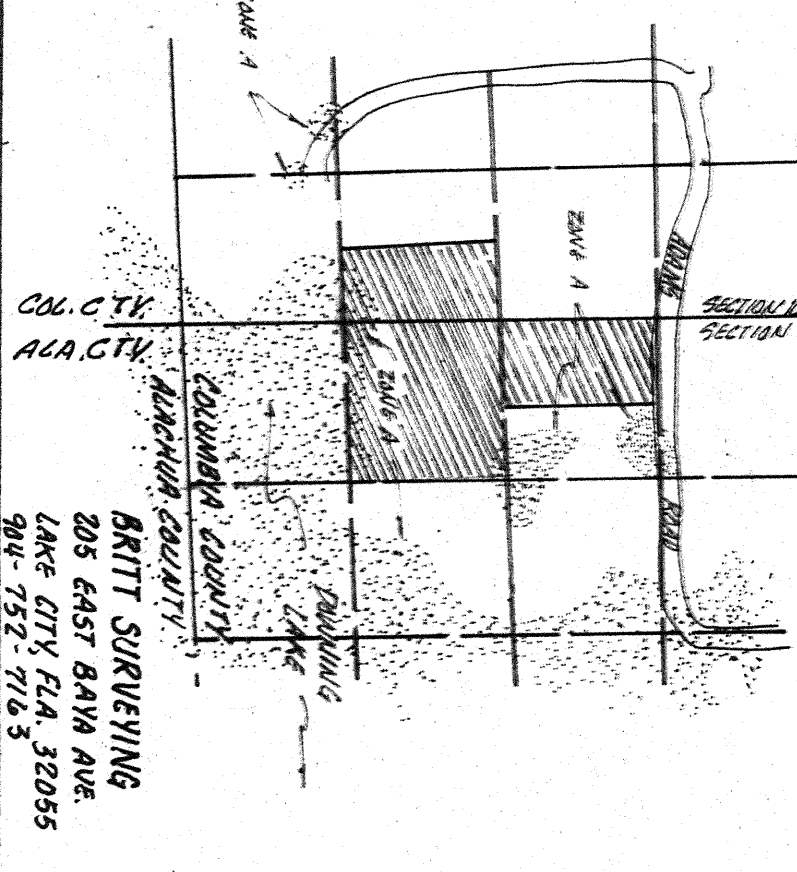 ZONE A
ZONE A
ADAMS
COL. CTY.
ALA. CTY.
SECTION
SECTION
ZONE A
ROAD
COLUMBIA COUNTY
ALACHUA COUNTY
LAKE
BRITT SURVEYING
205 EAST BAYA AVE.
LAKE CITY, FLA. 32055
904-752-7163